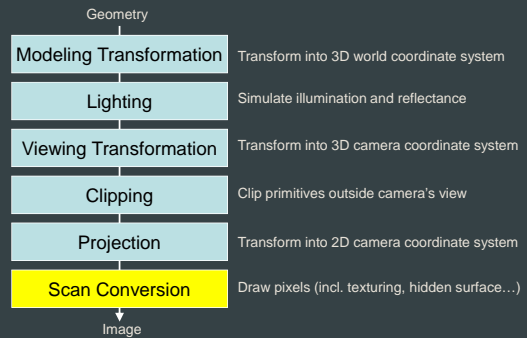 Geometry
Modeling Transformation
Transform into 3D world coordinate system
Lighting
Simulate illumination and reflectance
Viewing Transformation
Transform into 3D camera coordinate system
Clipping
Clip primitives outside camera's view
Projection
Transform into 2D camera coordinate system
Scan Conversion
Draw pixels (incl. texturing, hidden surface…)
Image